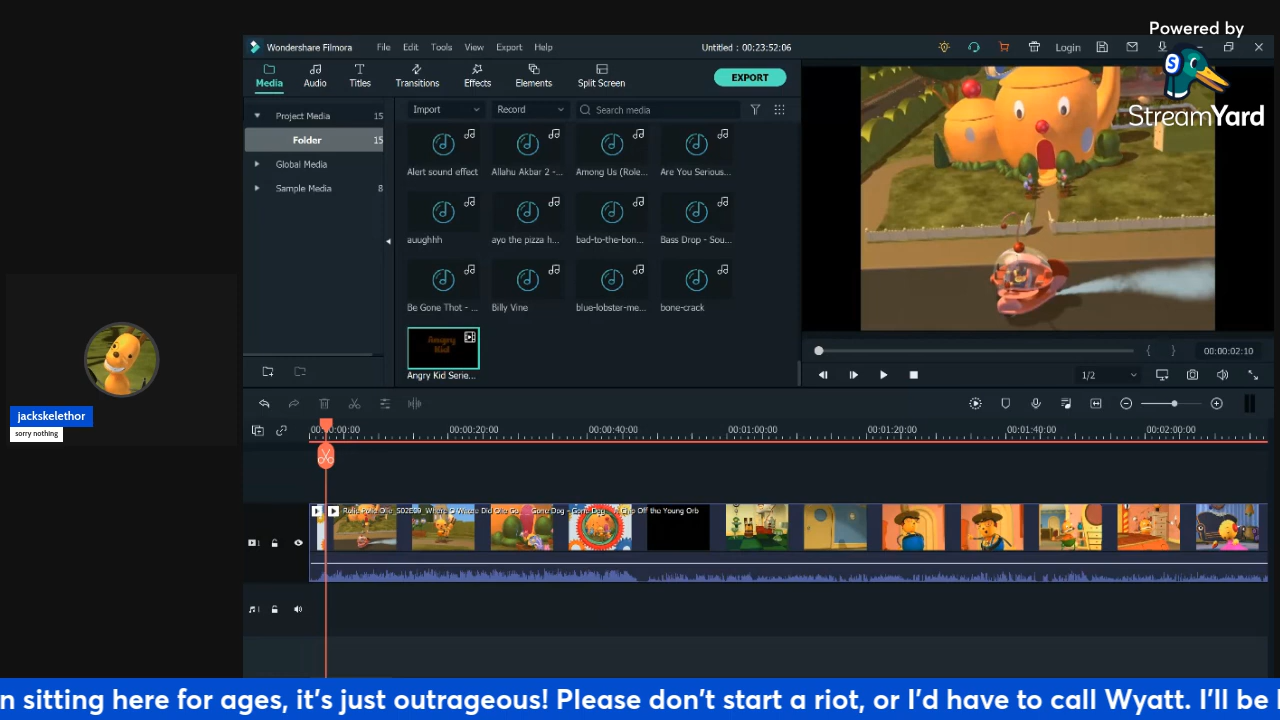 Powered by
StreamYard
Wondershare Filmora
File Edit Tools View Export Help
Untitled : 00:23:52:06
Login
Media Audio Titles Transitions Effects Elements Split Screen
EXPORT
Project Media 15
Folder 15
Global Media
Sample Media 8
Import Record Search media
Alert sound effect Allahu Akbar 2 -... Among Us (Role... Are You Serious...
auughhh ayo the pizza h... bad-to-the-bon... Bass Drop - Sou...
Be Gone Thot - ... Billy Vine blue-lobster-me... bone-crack
Angry Kid
Angry Kid Serie...
00:00:02:10
1/2
jackskelethor
sorry nothing
00:00:20:00 00:00:40:00 00:01:00:00 00:01:20:00 00:01:40:00 00:02:00:00
n sitting here for ages, it's just outrageous! Please don't start a riot, or I'd have to call Wyatt. I'll be